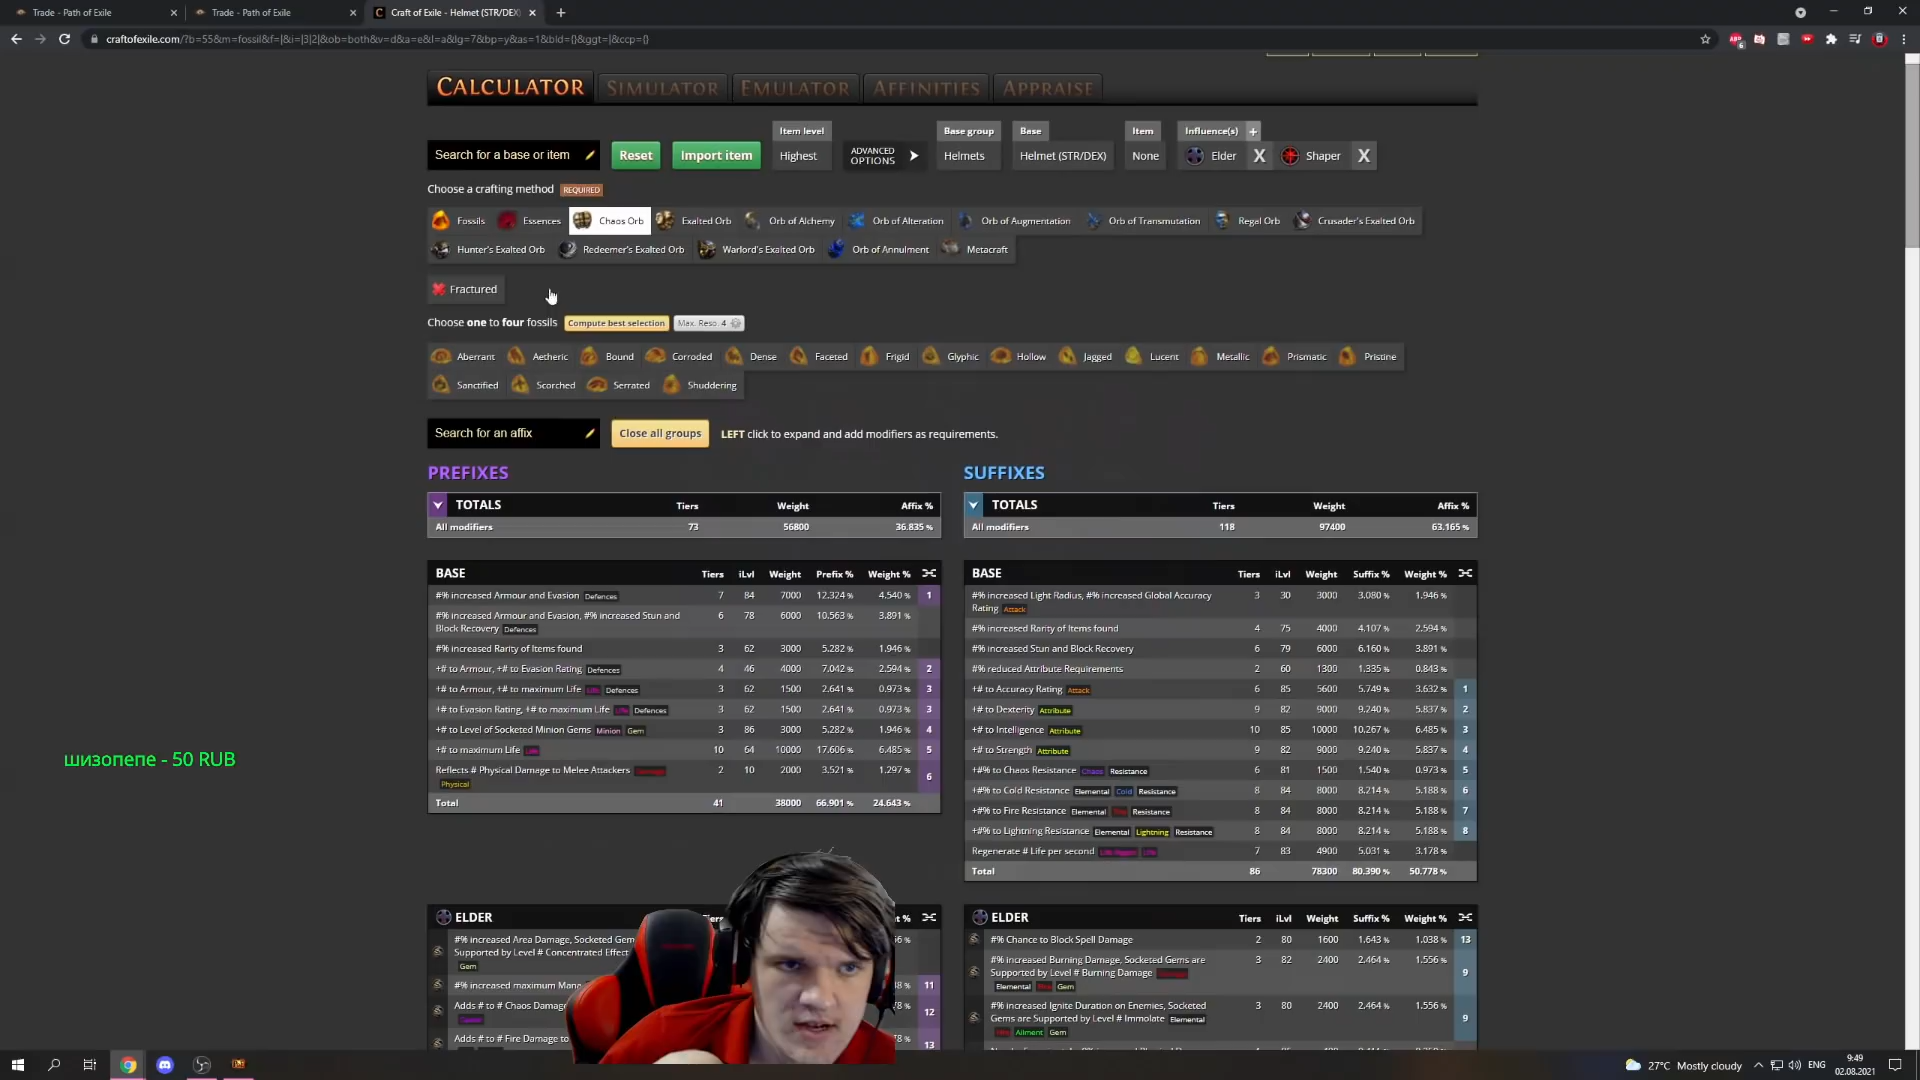 Trade - Path of Exile
Trade - Path of Exile
Craft of Exile - Helmet (STR/DEX)
craftofexile.com/?b=55&m=fossil&f=|&i=|3|2|&ob=both&v=d&a=e&l=a&lg=7&bp=y&as=1&bld={}&ggt=|&ccp={}
CALCULATOR SIMULATOR EMULATOR AFFINITIES APPRAISE
Search for a base or item Reset Import item
Item level
Highest
ADVANCED OPTIONS
Base group
Helmets
Base
Helmet (STR/DEX)
Item
None
Influence(s) +
Elder X Shaper X
Choose a crafting method REQUIRED
Fossils Essences Chaos Orb Exalted Orb Orb of Alchemy Orb of Alteration Orb of Augmentation Orb of Transmutation Regal Orb Crusader's Exalted Orb
Hunter's Exalted Orb Redeemer's Exalted Orb Warlord's Exalted Orb Orb of Annulment Metacraft
Fractured
Choose one to four fossils Compute best selection Max. Reso. 4
Aberrant Aetheric Bound Corroded Dense Faceted Frigid Glyphic Hollow Jagged Lucent Metallic Prismatic Pristine
Sanctified Scorched Serrated Shuddering
Search for an affix Close all groups LEFT click to expand and add modifiers as requirements.
PREFIXES
TOTALS Tiers Weight Affix %
All modifiers 73 56800 36.835 %
BASE Tiers iLvl Weight Prefix % Weight %
#% increased Armour and Evasion Defences 7 84 7000 12.324 % 4.540 % 1
#% increased Armour and Evasion, #% increased Stun and
Block Recovery Defences 6 78 6000 10.563 % 3.891 %
#% increased Rarity of Items found 3 62 3000 5.282 % 1.946 %
+# to Armour, +# to Evasion Rating Defences 4 46 4000 7.042 % 2.594 % 2
+# to Armour, +# to maximum Life Life Defences 3 62 1500 2.641 % 0.973 % 3
+# to Evasion Rating, +# to maximum Life Life Defences 3 62 1500 2.641 % 0.973 % 3
+# to Level of Socketed Minion Gems Minion Gem 3 86 3000 5.282 % 1.946 % 4
+# to maximum Life Life 10 64 10000 17.606 % 6.485 % 5
Reflects # Physical Damage to Melee Attackers Damage
Physical 2 10 2000 3.521 % 1.297 % 6
Total 41 38000 66.901 % 24.643 %
ELDER
#% increased Area Damage, Socketed Gem
Supported by Level # Concentrated Effect
Gem
#% increased maximum Mana 11
Adds # to # Chaos Damage 12
Adds # to # Fire Damage to 13
SUFFIXES
TOTALS Tiers Weight Affix %
All modifiers 118 97400 63.165 %
BASE Tiers iLvl Weight Suffix % Weight %
#% increased Light Radius, #% increased Global Accuracy
Rating Attack 3 30 3000 3.080 % 1.946 %
#% increased Rarity of Items found 4 75 4000 4.107 % 2.594 %
#% increased Stun and Block Recovery 6 79 6000 6.160 % 3.891 %
#% reduced Attribute Requirements 2 60 1300 1.335 % 0.843 %
+# to Accuracy Rating Attack 6 85 5600 5.749 % 3.632 % 1
+# to Dexterity Attribute 9 82 9000 9.240 % 5.837 % 2
+# to Intelligence Attribute 10 85 10000 10.267 % 6.485 % 3
+# to Strength Attribute 9 82 9000 9.240 % 5.837 % 4
+#% to Chaos Resistance Chaos Resistance 6 81 1500 1.540 % 0.973 % 5
+#% to Cold Resistance Elemental Cold Resistance 8 84 8000 8.214 % 5.188 % 6
+#% to Fire Resistance Elemental Fire Resistance 8 84 8000 8.214 % 5.188 % 7
+#% to Lightning Resistance Elemental Lightning Resistance 8 84 8000 8.214 % 5.188 % 8
Regenerate # Life per second Life 7 83 4900 5.031 % 3.178 %
Total 86 78300 80.390 % 50.778 %
ELDER Tiers iLvl Weight Suffix % Weight %
#% Chance to Block Spell Damage 2 80 1600 1.643 % 1.038 % 13
#% increased Burning Damage, Socketed Gems are
Supported by Level # Burning Damage Damage
Elemental Fire Gem 3 82 2400 2.464 % 1.556 % 9
#% increased Ignite Duration on Enemies, Socketed
Gems are Supported by Level # Immolate Elemental
Fire Ailment Gem 3 80 2400 2.464 % 1.556 % 9
шизопепе - 50 RUB
27°C Mostly cloudy ENG
9:49
02.08.2021